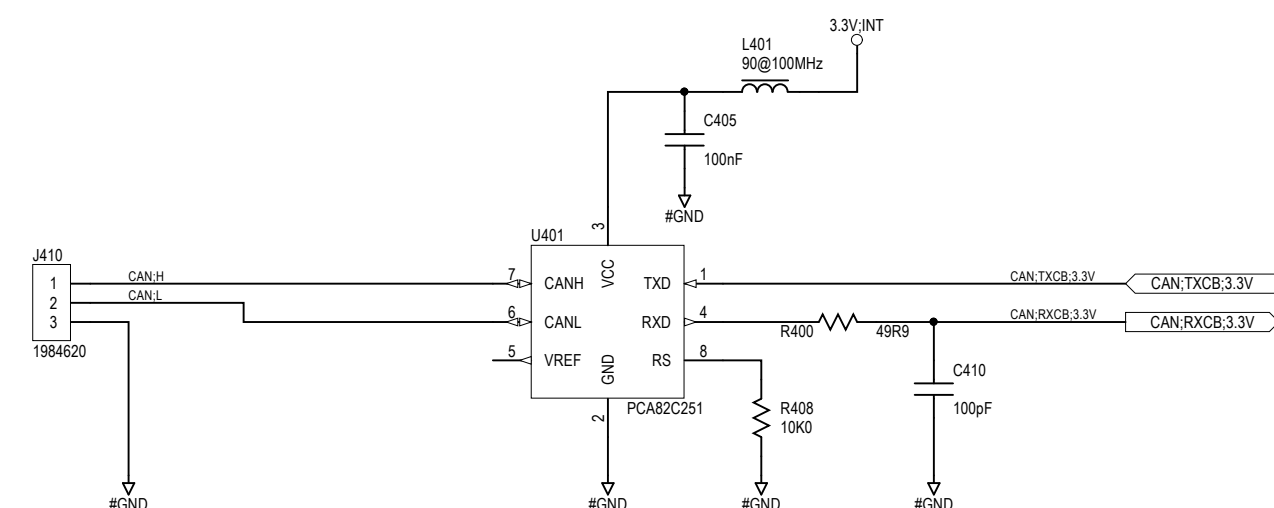 3.3V;INT
L401
90@100MHz
C405
100nF
#GND
U401
3
J410
1
2
3
1984620
CAN;H
CAN;L
7
6
5
CANH
CANL
VREF
VCC
GND
TXD
RXD
RS
1
4
8
2
PCA82C251
CAN;TXCB;3.3V
CAN;TXCB;3.3V
CAN;RXCB;3.3V
CAN;RXCB;3.3V
R400
49R9
C410
100pF
R408
10K0
#GND
#GND
#GND
#GND